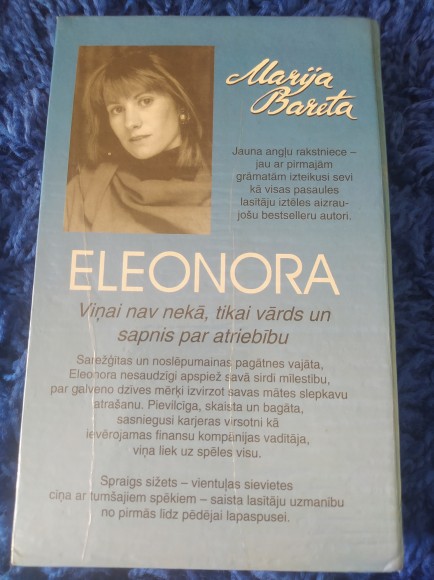 Marija
Bareta
Jauna angļu rakstniece –
jau ar pirmajām
grāmatām izteikusi sevi
kā visas pasaules
lasītāju iztēles aizrau-
jošu bestselleru autori.
ELEONORA
Viņai nav nekā, tikai vārds un
sapnis par atriebību
Sarežģītas un noslēpumainas pagātnes vajāta,
Eleonora nesaudzīgi apspiež savā sirdi mīlestību,
par galveno dzives mērķi izvirzot savas mātes slepkavu
atrašanu. Pievilcīga, skaista un bagāta,
sasniegusi karjeras virsotni kā
ievērojamas finansu kompānijas vadītāja,
viņa liek uz spēles visu.
Spraigs sižets – vientuļas sievietes
cīņa ar tumšajiem spēkiem – saista lasītāju uzmanību
no pirmās līdz pēdējai lapaspusei.